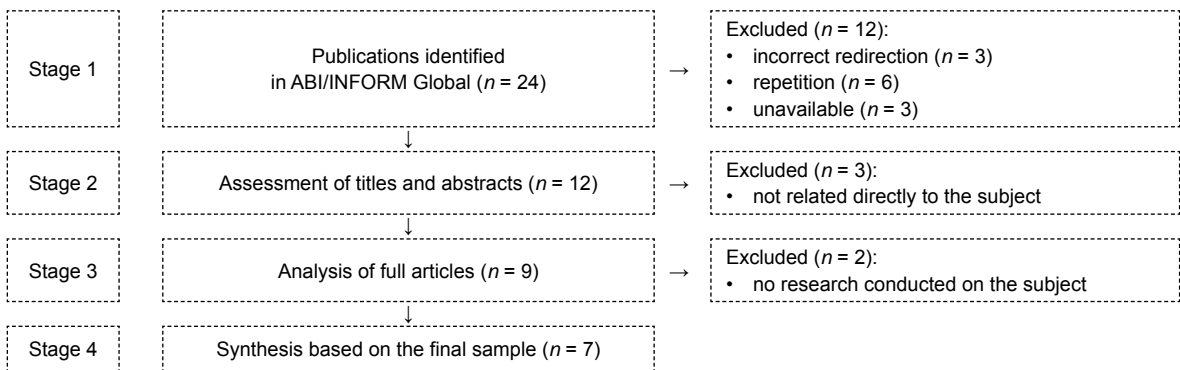 Stage 1
Publications identified
in ABI/INFORM Global (n = 24)
→
Excluded (n = 12):
• incorrect redirection (n = 3)
• repetition (n = 6)
• unavailable (n = 3)
↓
Stage 2
Assessment of titles and abstracts (n = 12)
→
Excluded (n = 3):
• not related directly to the subject
↓
Stage 3
Analysis of full articles (n = 9)
→
Excluded (n = 2):
• no research conducted on the subject
↓
Stage 4
Synthesis based on the final sample (n = 7)